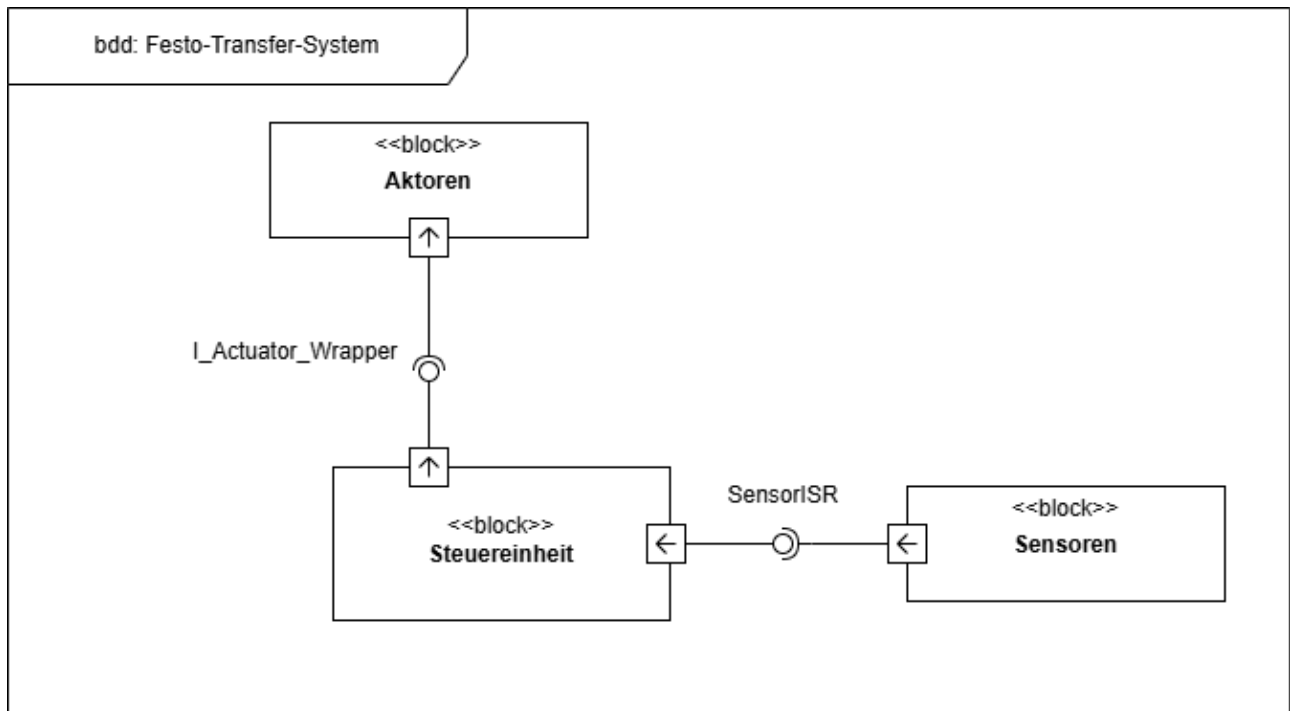 bdd: Festo-Transfer-System
<<block>>
Aktoren
I_Actuator_Wrapper
<<block>>
Steuereinheit
SensorISR
<<block>>
Sensoren